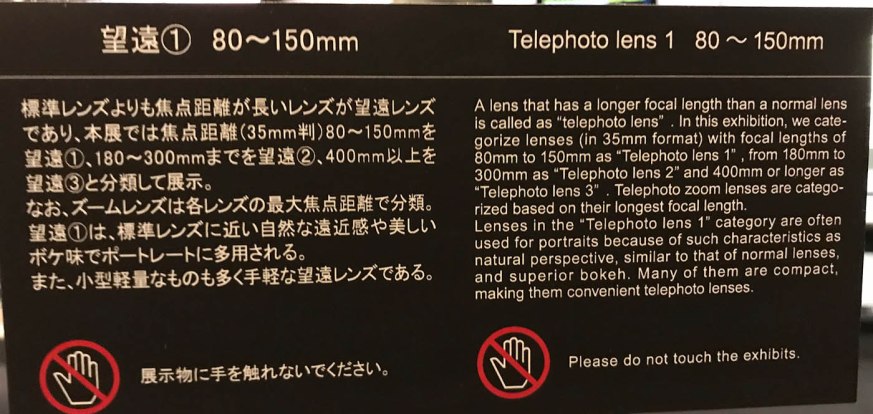 望遠① 80～150mm
標準レンズよりも焦点距離が長いレンズが望遠レンズ
であり、本展では焦点距離(35mm判)80～150mmを
望遠①、180～300mmまでを望遠②、400mm以上を
望遠③と分類して展示。
なお、ズームレンズは各レンズの最大焦点距離で分類。
望遠①は、標準レンズに近い自然な遠近感や美しい
ボケ味でポートレートに多用される。
また、小型軽量なものも多く手軽な望遠レンズである。
展示物に手を触れないでください。
Telephoto lens 1 80 ～ 150mm
A lens that has a longer focal length than a normal lens
is called as “telephoto lens” . In this exhibition, we cate-
gorize lenses (in 35mm format) with focal lengths of
80mm to 150mm as “Telephoto lens 1” , from 180mm to
300mm as “Telephoto lens 2” and 400mm or longer as
“Telephoto lens 3” . Telephoto zoom lenses are catego-
rized based on their longest focal length.
Lenses in the “Telephoto lens 1” category are often
used for portraits because of such characteristics as
natural perspective, similar to that of normal lenses,
and superior bokeh. Many of them are compact,
making them convenient telephoto lenses.
Please do not touch the exhibits.